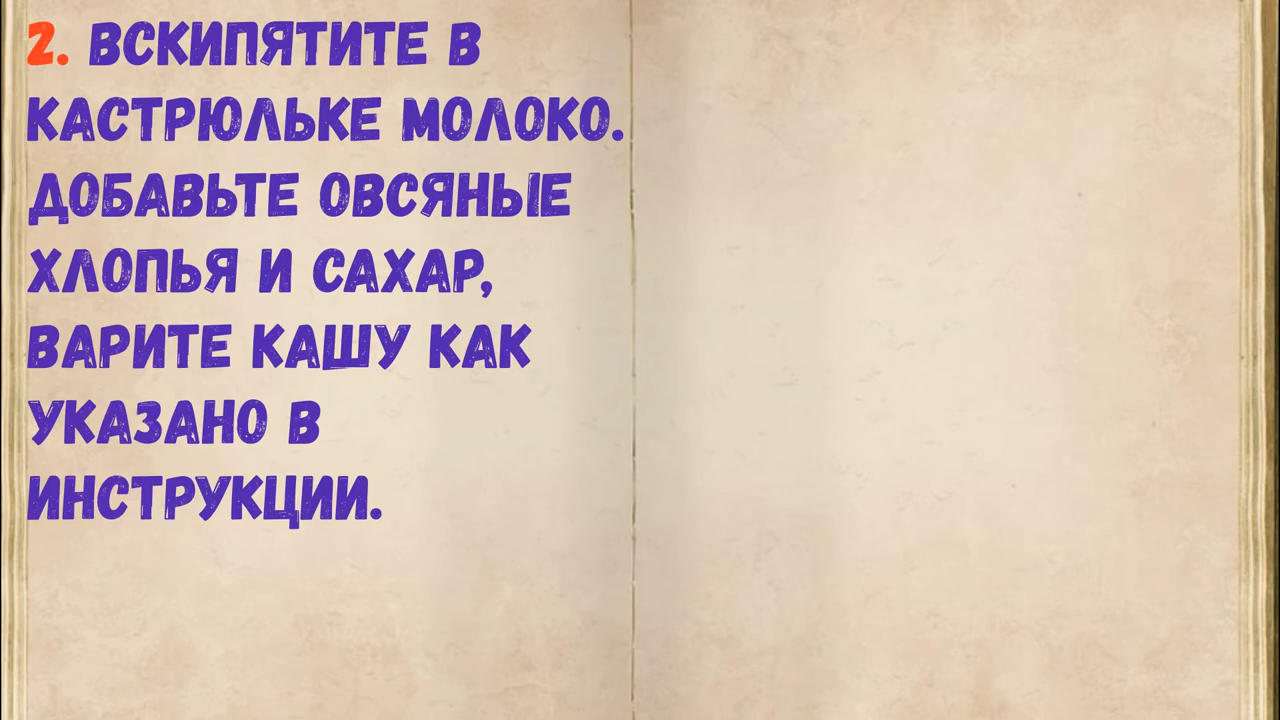 2. ВСКИПЯТИТЕ В
КАСТРЮЛЬКЕ МОЛОКО.
ДОБАВЬТЕ ОВСЯНЫЕ
ХЛОПЬЯ И САХАР,
ВАРИТЕ КАШУ КАК
УКАЗАНО В
ИНСТРУКЦИИ.